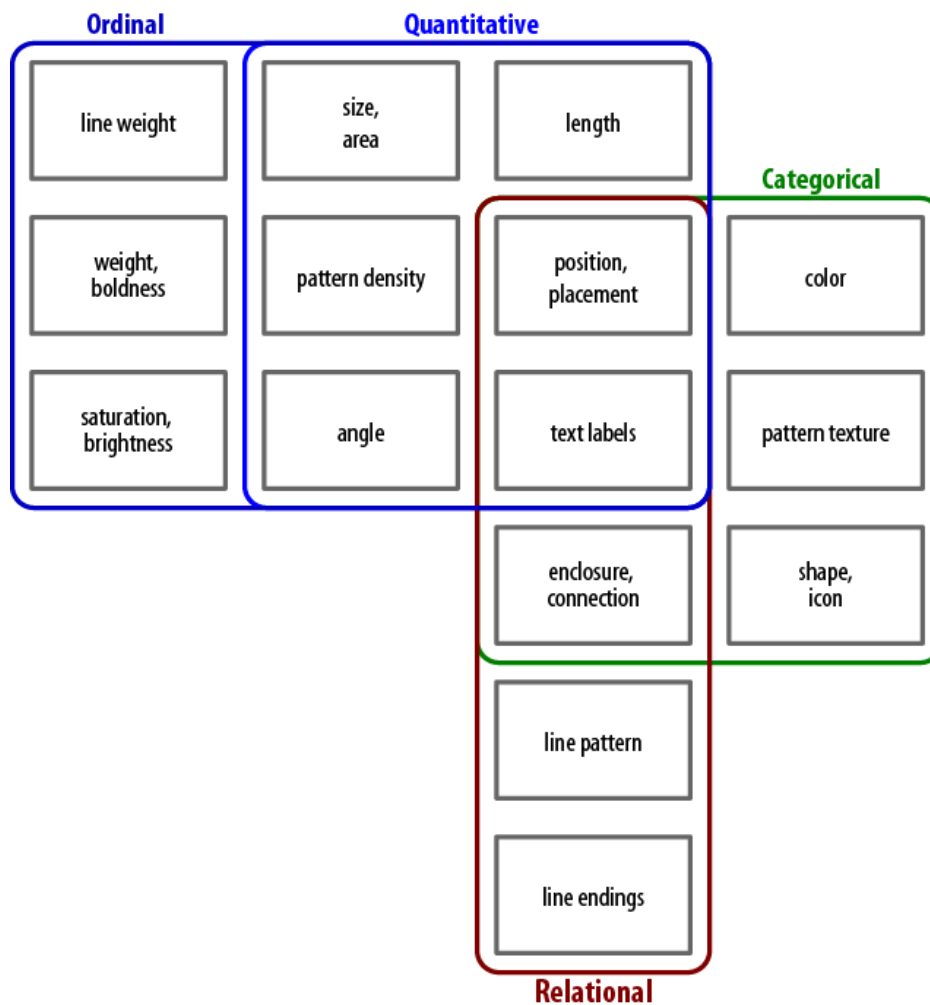 Ordinal
Quantitative
line weight
size,
area
length
Categorical
weight,
boldness
pattern density
position,
placement
color
saturation,
brightness
angle
text labels
pattern texture
enclosure,
connection
shape,
icon
line pattern
line endings
Relational